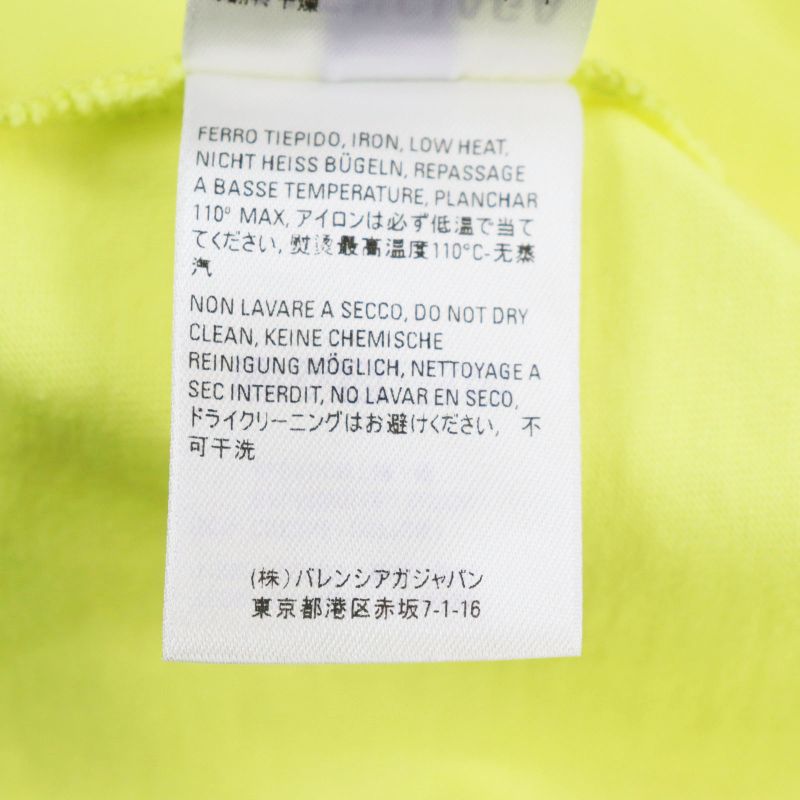 干燥
FERRO TIEPIDO, IRON, LOW HEAT,
NICHT HEISS BÜGELN, REPASSAGE
A BASSE TEMPERATURE, PLANCHAR
110° MAX, アイロンは必ず低温で当て
てください, 熨烫最高温度110°C-无蒸
汽
NON LAVARE A SECCO, DO NOT DRY
CLEAN, KEINE CHEMISCHE
REINIGUNG MÖGLICH, NETTOYAGE A
SEC INTERDIT, NO LAVAR EN SECO,
ドライクリーニングはお避けください, 不
可干洗
(株)バレンシアガジャパン
東京都港区赤坂7-1-16